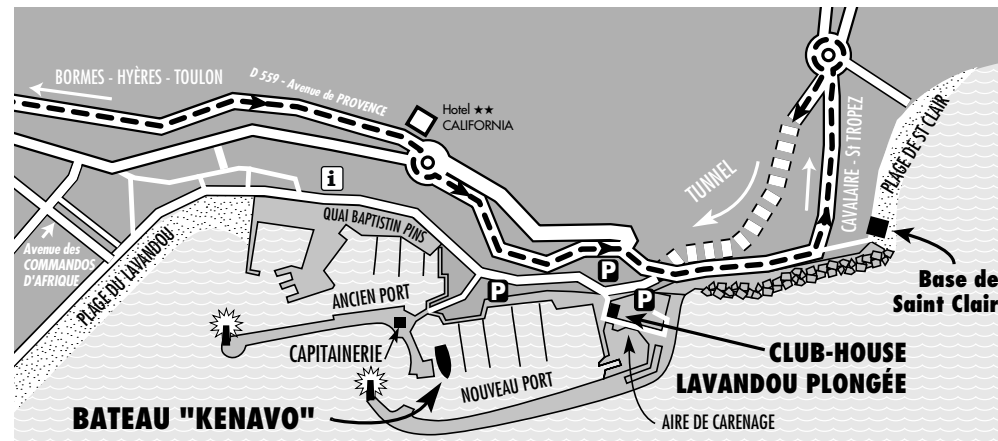 BORMES - HYÈRES - TOULON
D 559 - Avenue de PROVENCE
Hotel ★★
CALIFORNIA
TUNNEL
CAVALAIRE - St TROPEZ
PLAGE DE ST CLAIR
i
QUAI BAPTISTIN PINS
Avenue des
COMMANDOS
D'AFRIQUE
PLAGE DU LAVANDOU
P
P
P
Base de
Saint Clair
ANCIEN PORT
CAPITAINERIE
NOUVEAU PORT
CLUB-HOUSE
LAVANDOU PLONGÉE
BATEAU "KENAVO"
AIRE DE CARENAGE